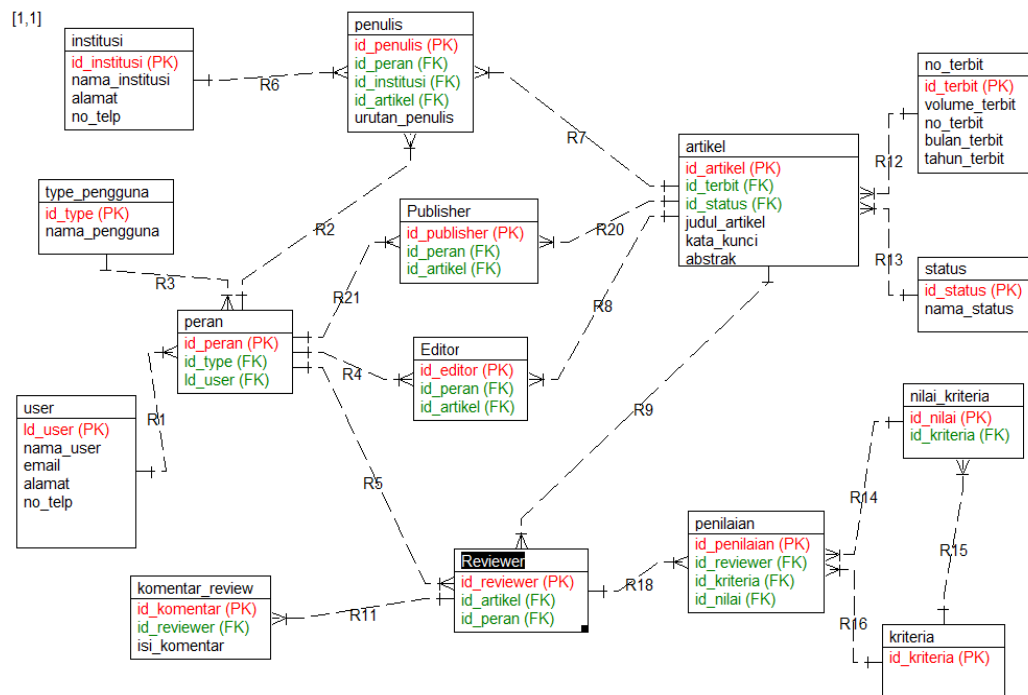 [1,1]
institusi
id_institusi (PK)
nama_institusi
alamat
no_telp
R6
penulis
id_penulis (PK)
id_peran (FK)
id_institusi (FK)
id_artikel (FK)
urutan_penulis
R7
no_terbit
id_terbit (PK)
volume_terbit
no_terbit
bulan_terbit
tahun_terbit
R12
artikel
id_artikel (PK)
id_terbit (FK)
id_status (FK)
judul_artikel
kata_kunci
abstrak
type_pengguna
id_type (PK)
nama_pengguna
R3
R2
Publisher
id_publisher (PK)
id_peran (FK)
id_artikel (FK)
R20
R21
R13
status
id_status (PK)
nama_status
R8
peran
id_peran (PK)
id_type (FK)
Id_user (FK)
R4
Editor
id_editor (PK)
id_peran (FK)
id_artikel (FK)
R9
user
Id_user (PK)
nama_user
email
alamat
no_telp
R1
R5
nilai_kriteria
id_nilai (PK)
id_kriteria (FK)
R14
R15
penilaian
id_penilaian (PK)
id_reviewer (FK)
id_kriteria (FK)
id_nilai (FK)
R16
Reviewer
id_reviewer (PK)
id_artikel (FK)
id_peran (FK)
R18
komentar_review
id_komentar (PK)
id_reviewer (FK)
isi_komentar
R11
kriteria
id_kriteria (PK)